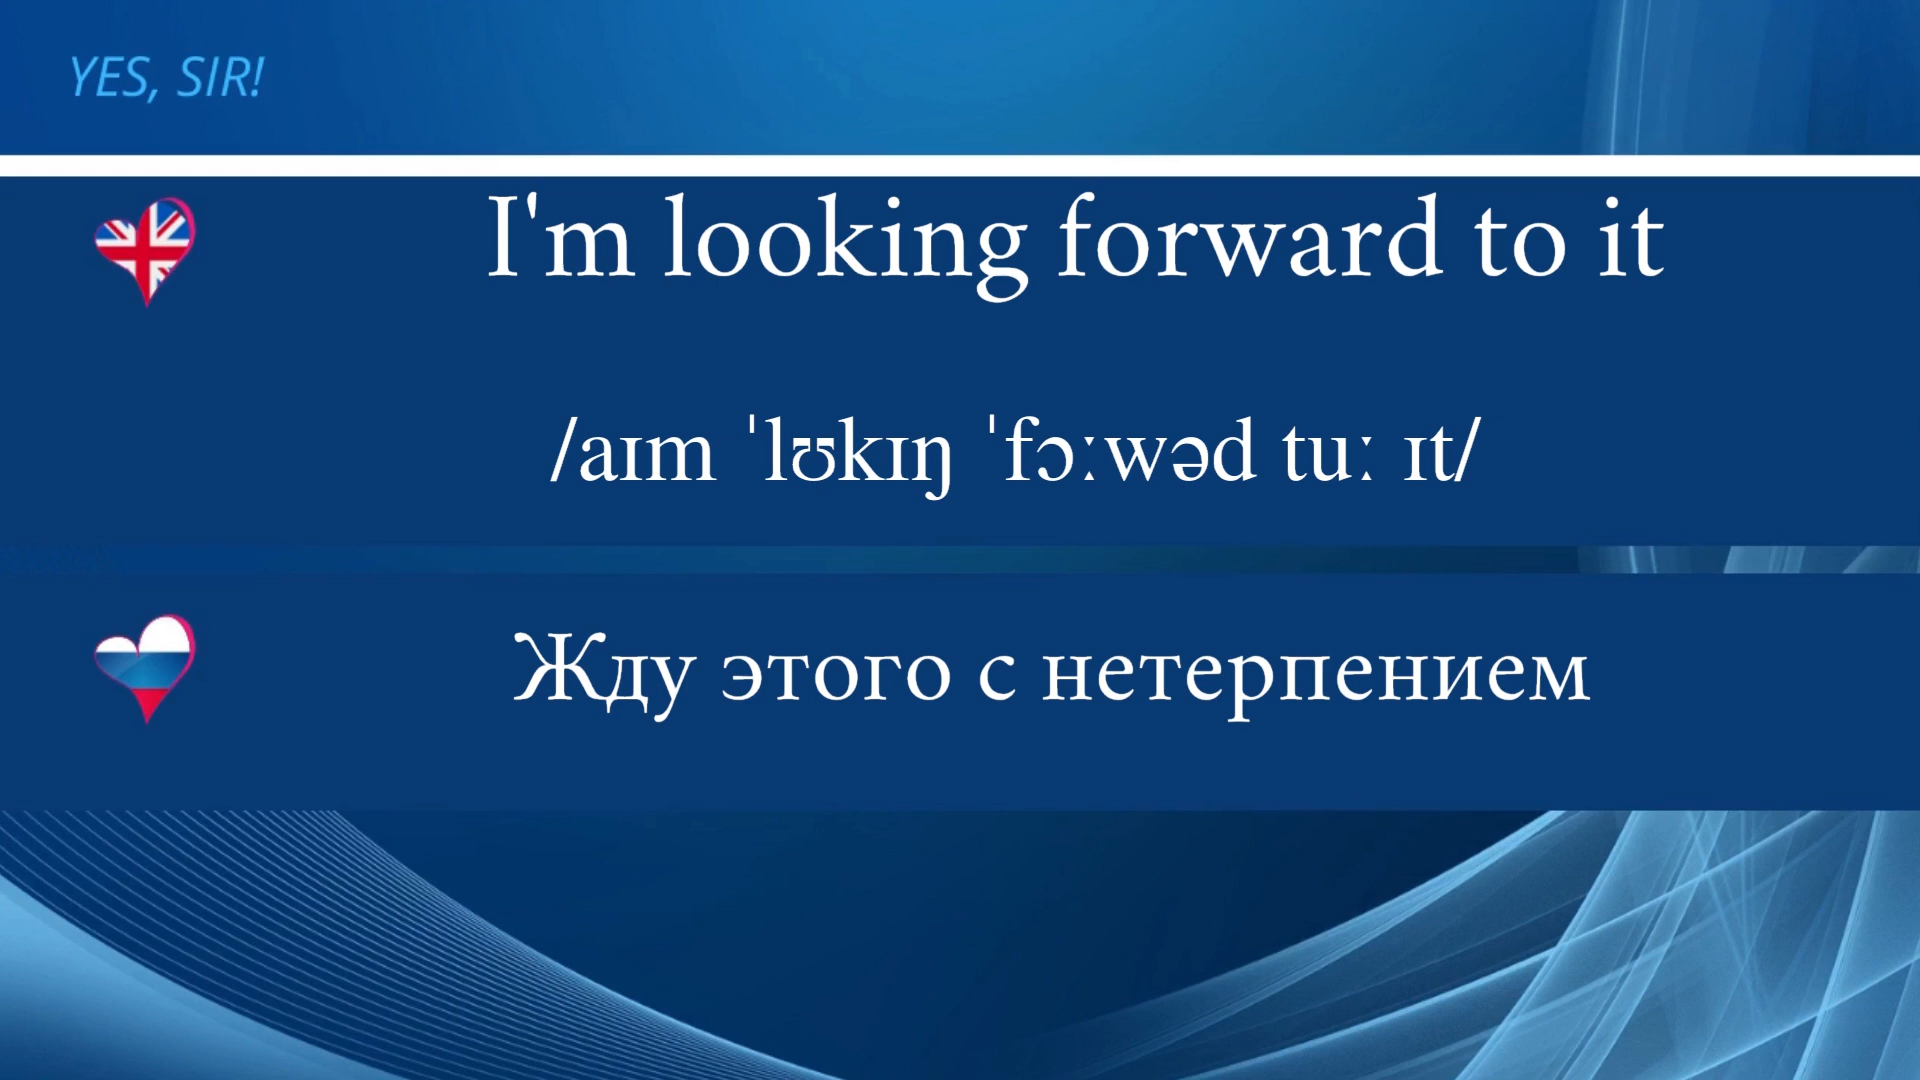 YES, SIR!
I'm looking forward to it
/aɪm ˈlʊkɪŋ ˈfɔːwəd tuː ɪt/
Жду этого с нетерпением